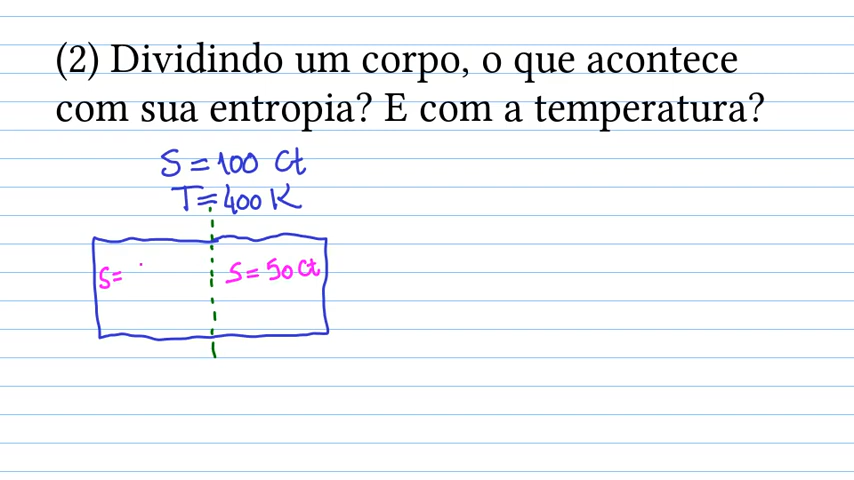 (2) Dividindo um corpo, o que acontece
com sua entropia? E com a temperatura?
S = 100 Ct
T = 400 K
S =
S = 50 Ct